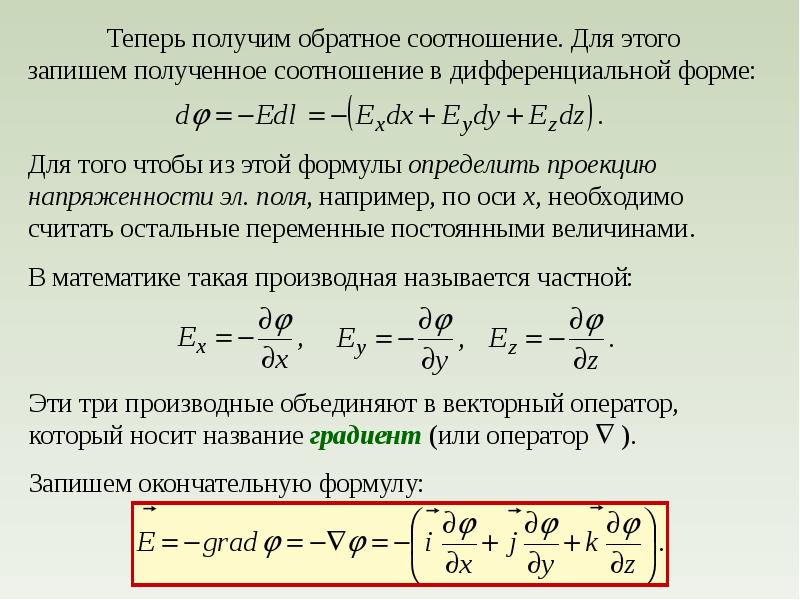 Теперь получим обратное соотношение. Для этого
запишем полученное соотношение в дифференциальной форме:
dφ = −Edl = −(Eₓdx + E_y dy + E_z dz).
Для того чтобы из этой формулы определить проекцию
напряженности эл. поля, например, по оси x, необходимо
считать остальные переменные постоянными величинами.
В математике такая производная называется частной:
Eₓ = −∂φ/∂x, E_y = −∂φ/∂y, E_z = −∂φ/∂z.
Эти три производные объединяют в векторный оператор,
который носит название градиент (или оператор ∇ ).
Запишем окончательную формулу:
E⃗ = −grad φ = −∇φ = −(i⃗ ∂φ/∂x + j⃗ ∂φ/∂y + k⃗ ∂φ/∂z).